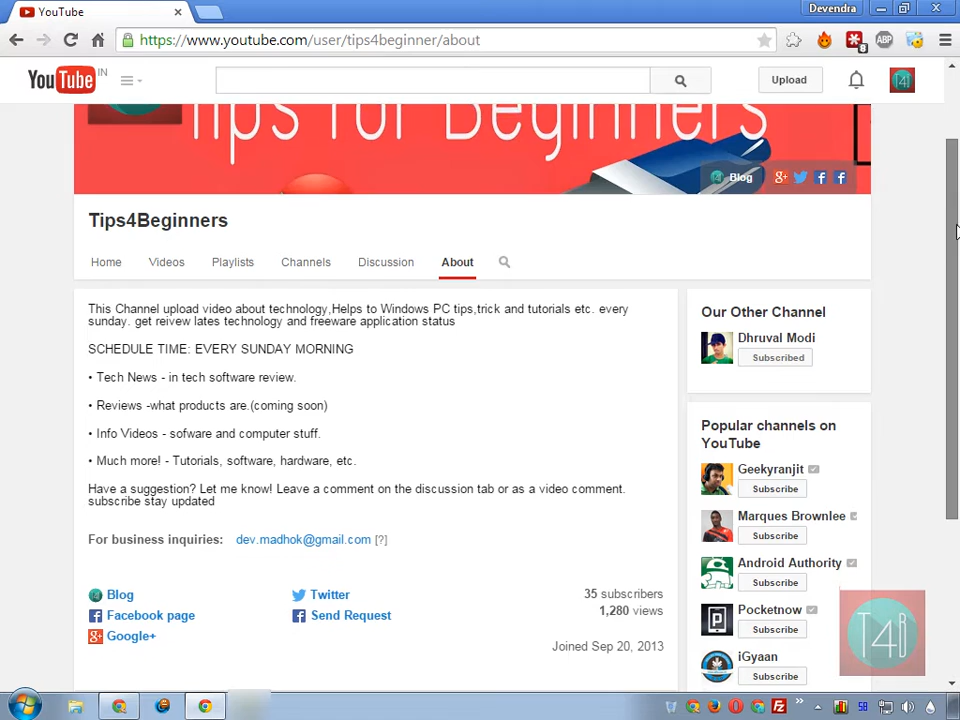 YouTube
Devendra
https://www.youtube.com/user/tips4beginner/about
8
ABP
YouTube IN
Upload
T4B
Tips for Beginners
Blog
Tips4Beginners
Home Videos Playlists Channels Discussion About
This Channel upload video about technology,Helps to Windows PC tips,trick and tutorials etc. every
sunday. get reivew lates technology and freeware application status
SCHEDULE TIME: EVERY SUNDAY MORNING
• Tech News - in tech software review.
• Reviews -what products are.(coming soon)
• Info Videos - sofware and computer stuff.
• Much more! - Tutorials, software, hardware, etc.
Have a suggestion? Let me know! Leave a comment on the discussion tab or as a video comment.
subscribe stay updated
For business inquiries: dev.madhok@gmail.com [?]
Blog
Twitter
35 subscribers
Facebook page
Send Request
1,280 views
Google+
Joined Sep 20, 2013
Our Other Channel
Dhruval Modi
Subscribed
Popular channels on
YouTube
Geekyranjit
Subscribe
Marques Brownlee
Subscribe
Android Authority
Subscribe
Pocketnow
Subscribe
iGyaan
Subscribe
T4B
58